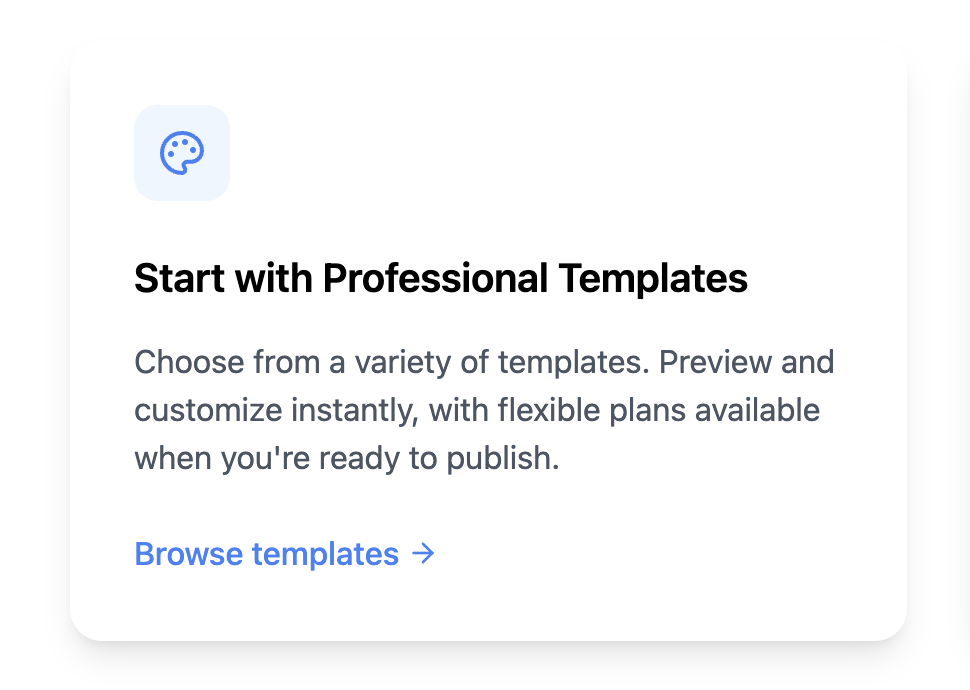 Start with Professional Templates
Choose from a variety of templates. Preview and
customize instantly, with flexible plans available
when you're ready to publish.
Browse templates →